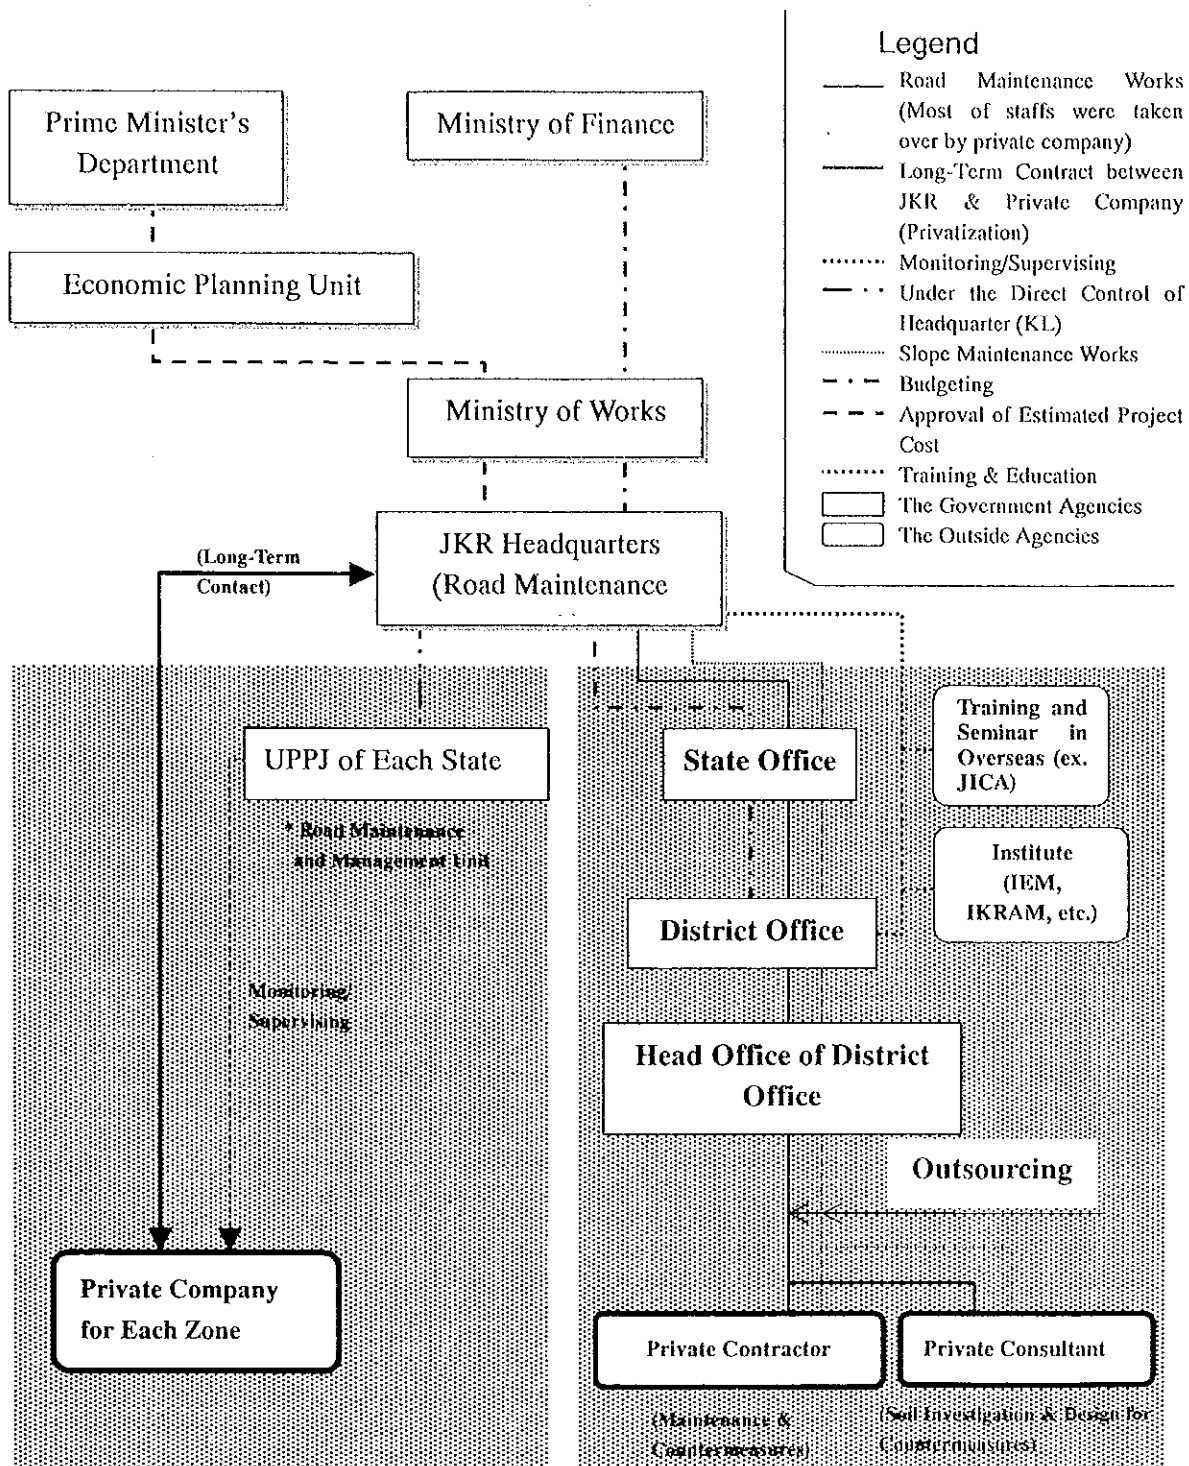 Legend
Road Maintenance Works
(Most of staffs were taken
over by private company)
Long-Term Contract between
JKR & Private Company
(Privatization)
Monitoring/Supervising
Under the Direct Control of
Headquarter (KL)
Slope Maintenance Works
Budgeting
Approval of Estimated Project
Cost
Training & Education
The Government Agencies
The Outside Agencies
Prime Minister's
Department
Ministry of Finance
Economic Planning Unit
Ministry of Works
JKR Headquarters
(Road Maintenance
(Long-Term
Contact)
UPPJ of Each State
* Road Maintenance
and Management Unit
Monitoring/
Supervising
Private Company
for Each Zone
State Office
District Office
Head Office of District
Office
Training and
Seminar in
Overseas (ex.
JICA)
Institute
(IEM,
IKRAM, etc.)
Outsourcing
Private Contractor
Private Consultant
(Maintenance &
Countermeasures)
(Soil Investigation & Design for
Countermeasures)